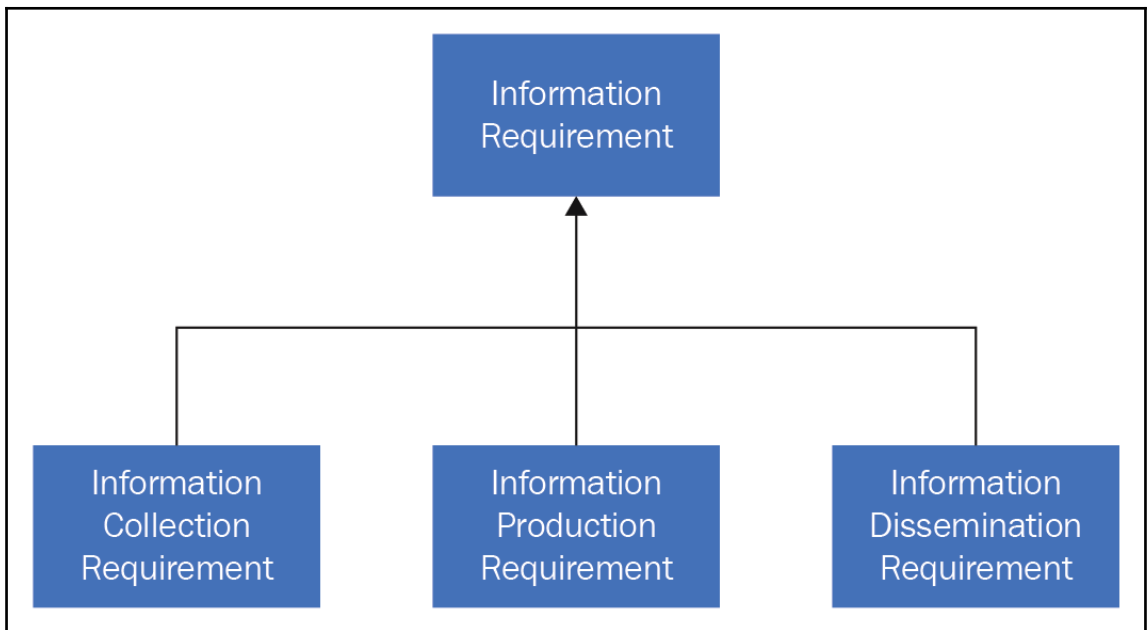 Information
Requirement
Information
Collection
Requirement
Information
Production
Requirement
Information
Dissemination
Requirement